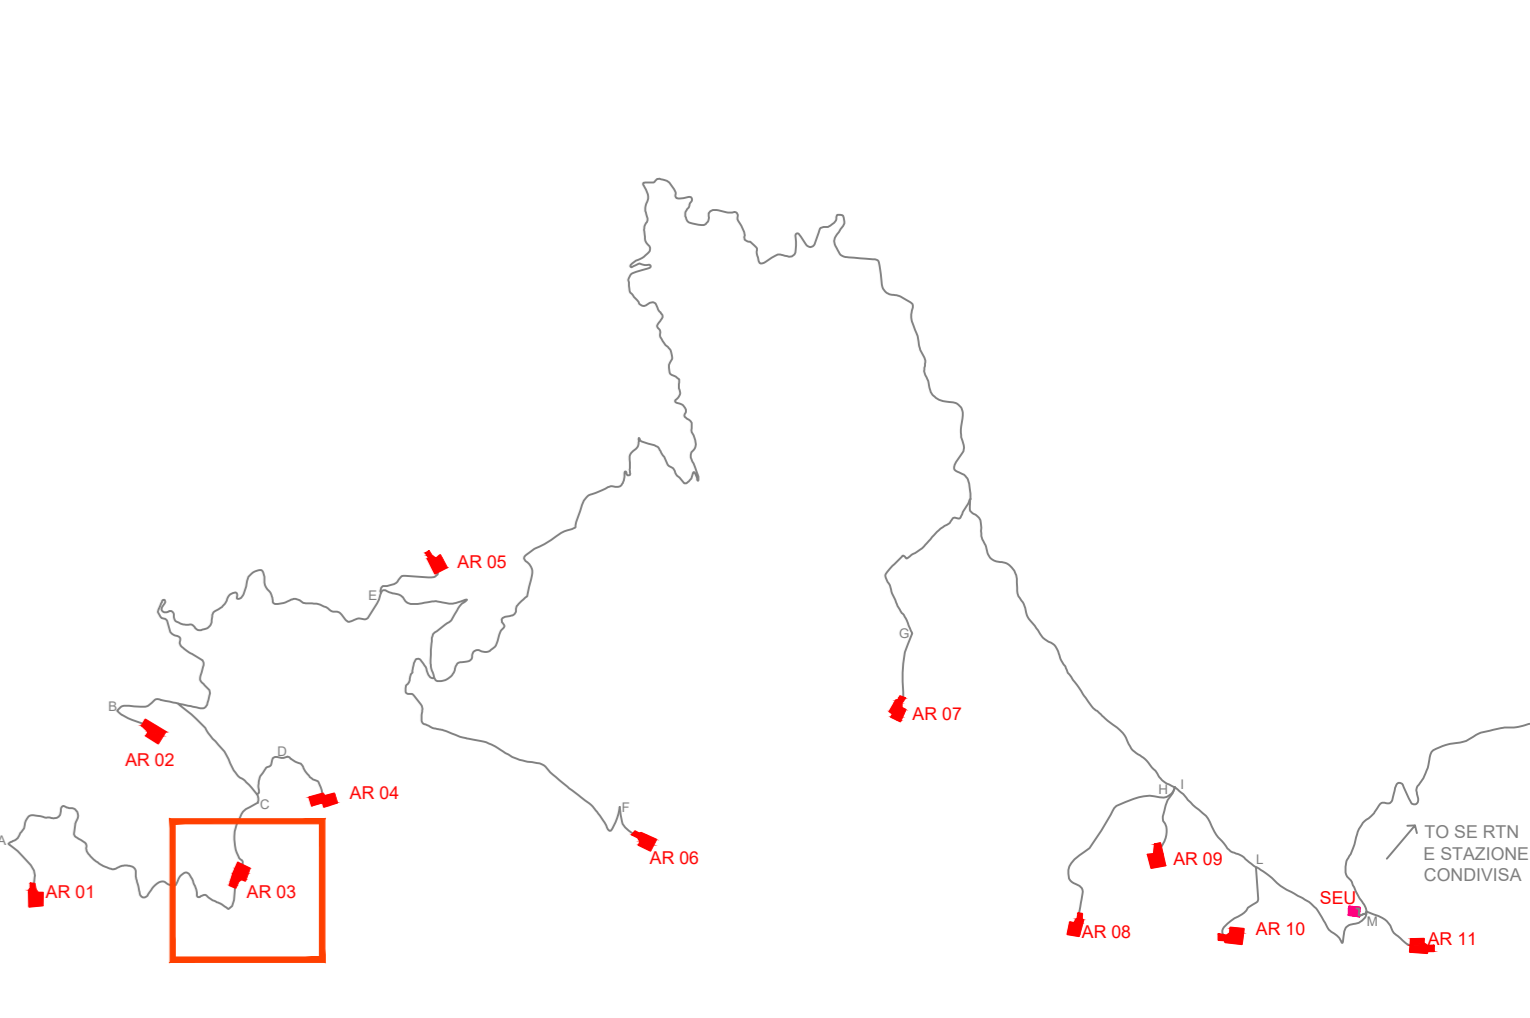 AR 05
E
G
B
AR 07
AR 02
D
I
H
AR 04
C
F
A
TO SE RTN
E STAZIONE
CONDIVISA
AR 06
AR 09
L
AR 01
AR 03
SEU
M
AR 08
AR 10
AR 11